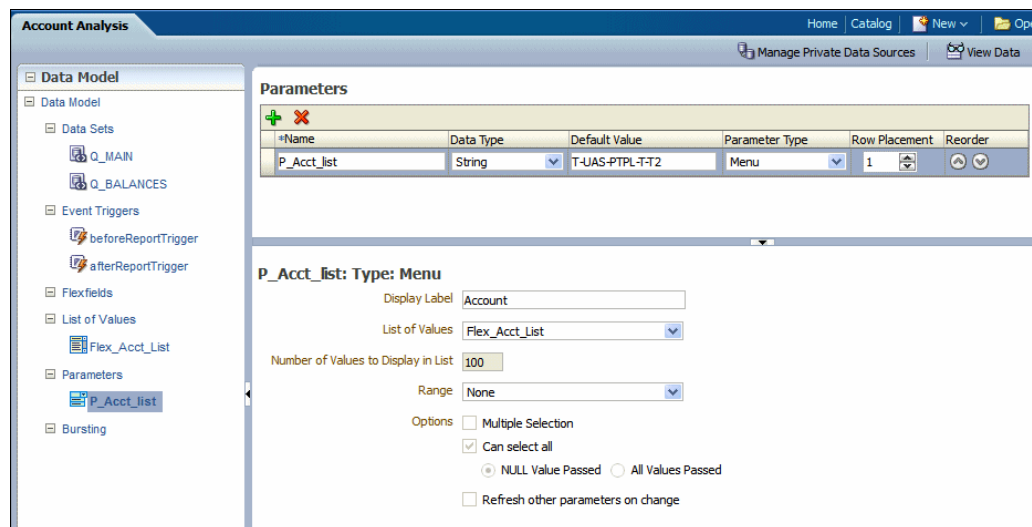 Account Analysis
Home Catalog New Ope
Manage Private Data Sources View Data
Data Model
Data Model
Data Sets
Q_MAIN
Q_BALANCES
Event Triggers
beforeReportTrigger
afterReportTrigger
Flexfields
List of Values
Flex_Acct_List
Parameters
P_Acct_list
Bursting
Parameters
*Name Data Type Default Value Parameter Type Row Placement Reorder
P_Acct_list String T-UAS-PTPL-T-T2 Menu 1
P_Acct_list: Type: Menu
Display Label Account
List of Values Flex_Acct_List
Number of Values to Display in List 100
Range None
Options Multiple Selection
Can select all
NULL Value Passed All Values Passed
Refresh other parameters on change